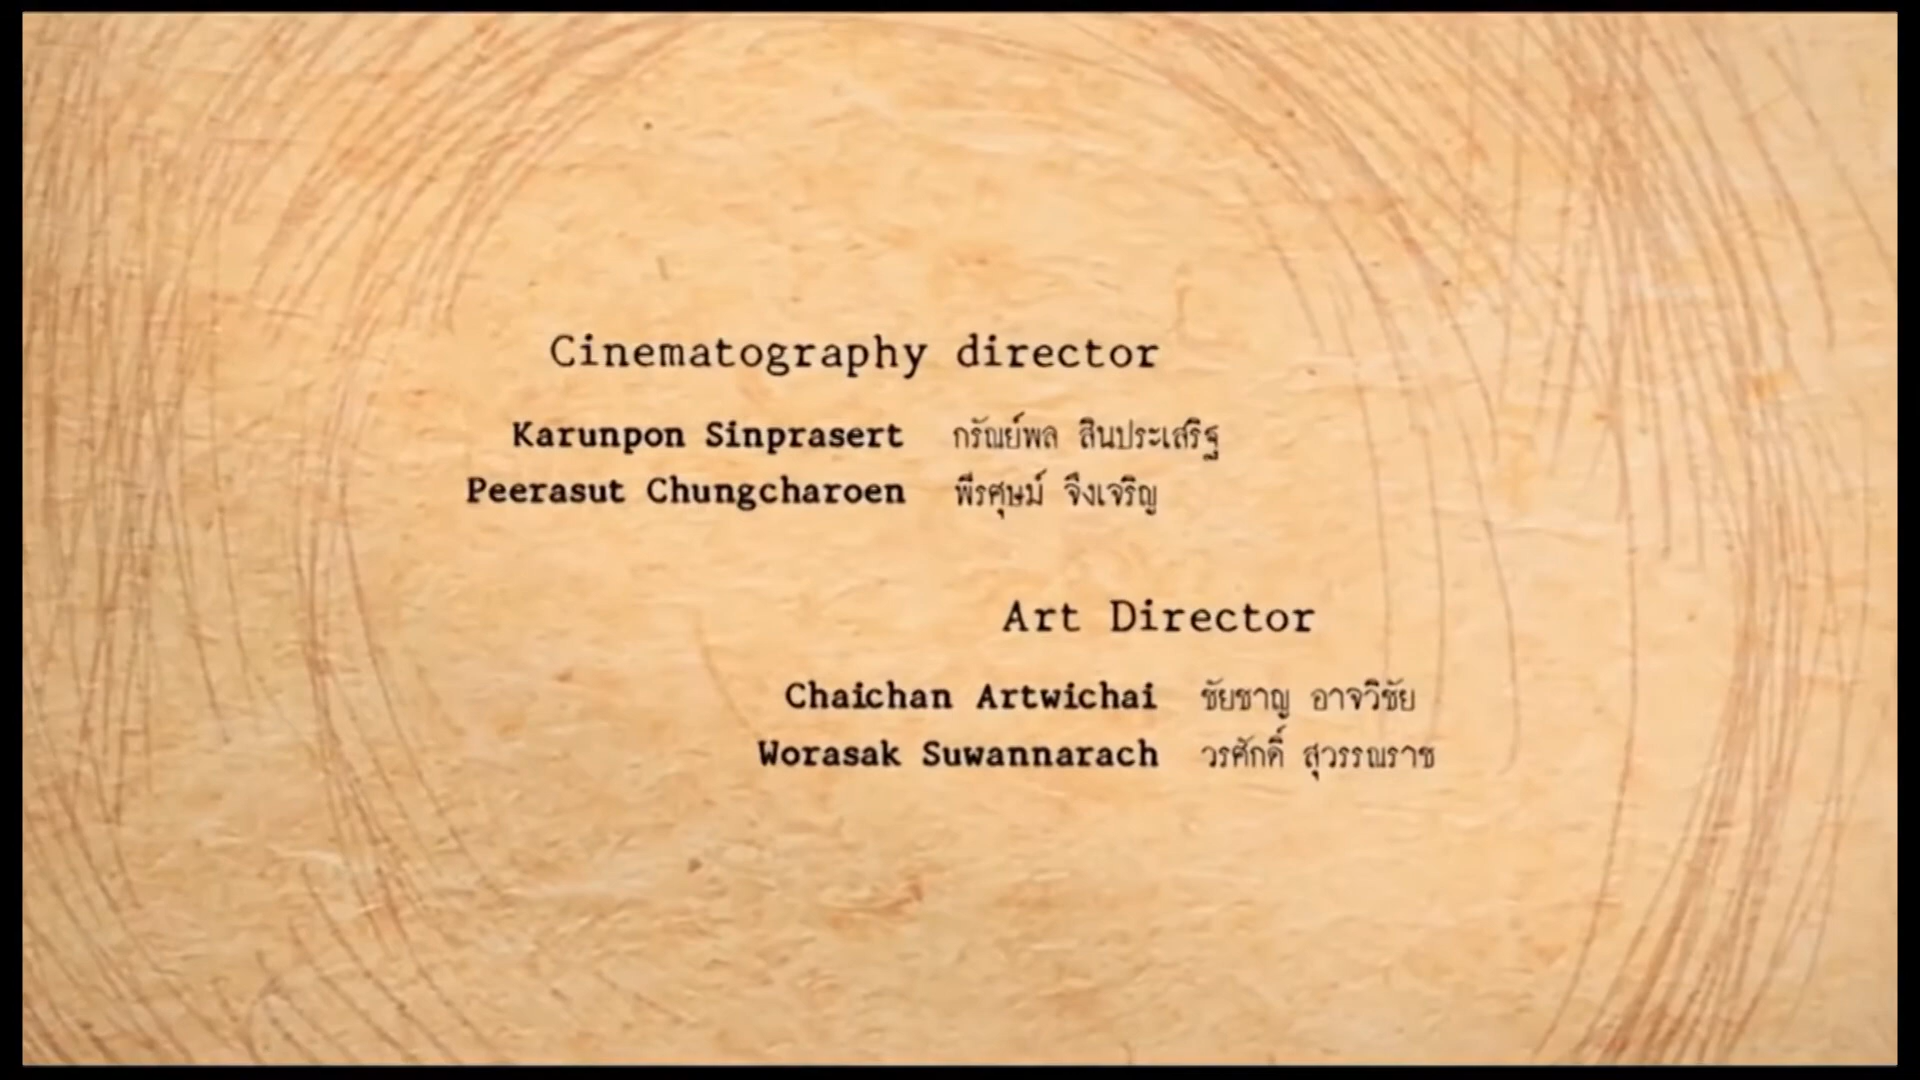 Cinematography director
Karunpon Sinprasert กรัณย์พล สินประเสริฐ
Peerasut Chungcharoen พีรศุษม์ จึงเจริญ
Art Director
Chaichan Artwichai ชัยชาญ อาจวิชัย
Worasak Suwannarach วรศักดิ์ สุวรรณราช